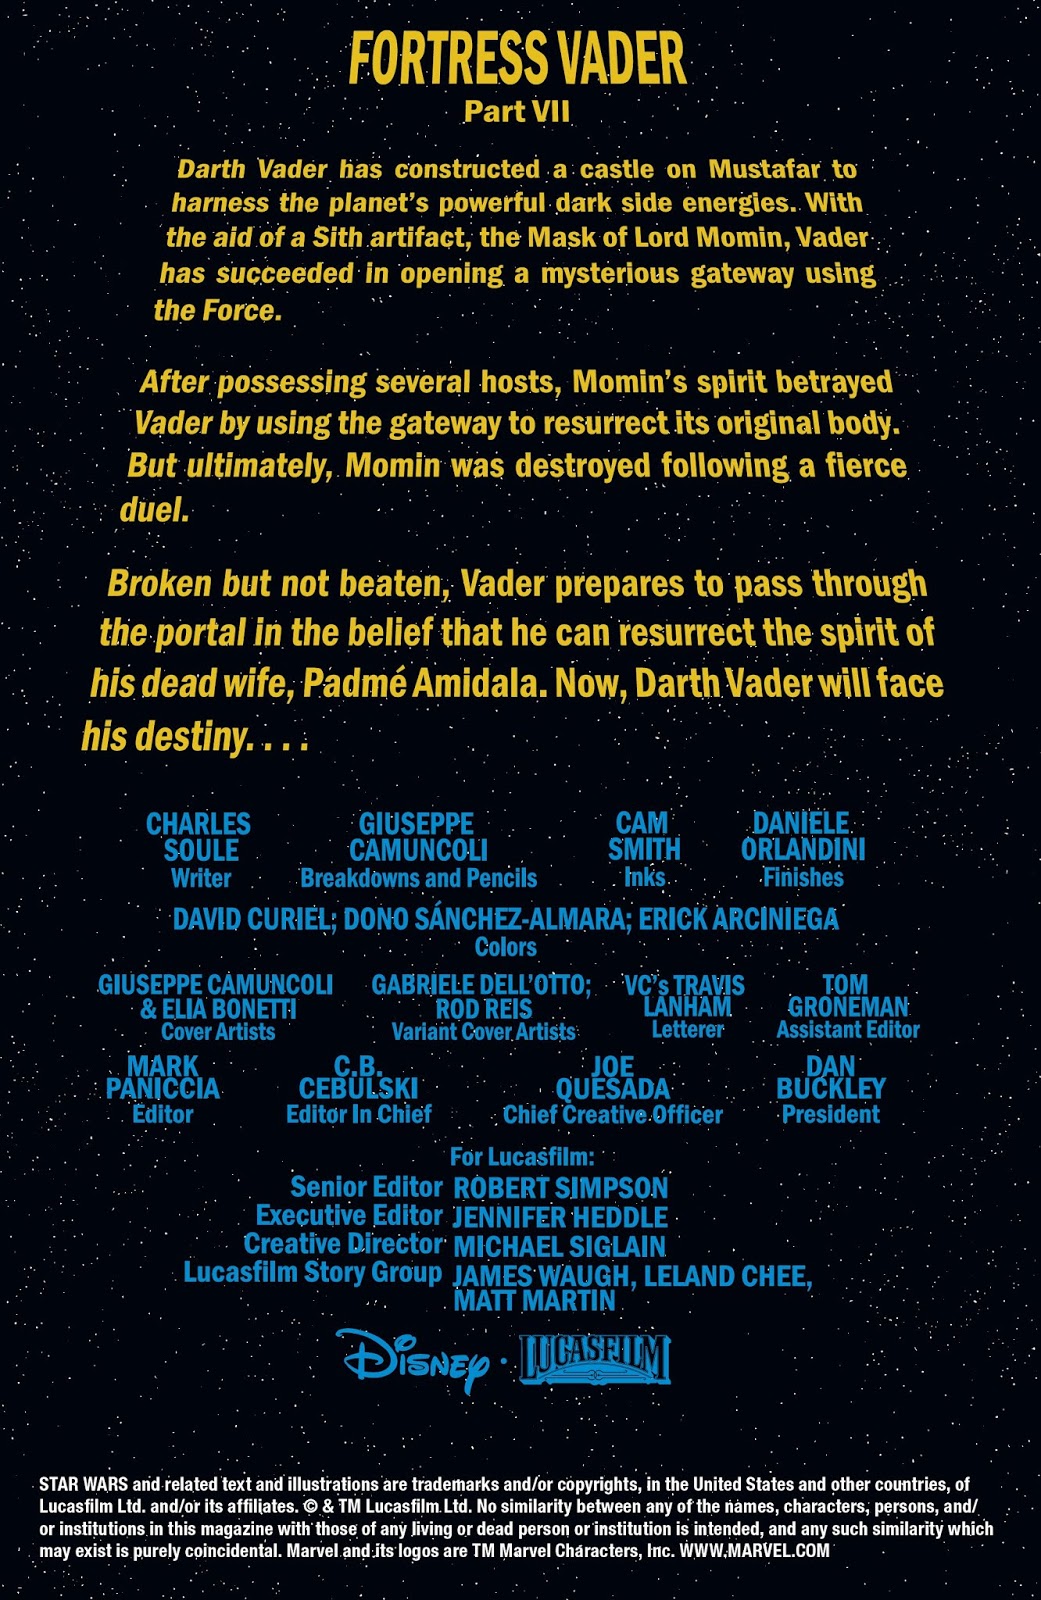 FORTRESS VADER
Part VII
Darth Vader has constructed a castle on Mustafar to
harness the planet's powerful dark side energies. With
the aid of a Sith artifact, the Mask of Lord Momin, Vader
has succeeded in opening a mysterious gateway using
the Force.
After possessing several hosts, Momin's spirit betrayed
Vader by using the gateway to resurrect its original body.
But ultimately, Momin was destroyed following a fierce
duel.
Broken but not beaten, Vader prepares to pass through
the portal in the belief that he can resurrect the spirit of
his dead wife, Padmé Amidala. Now, Darth Vader will face
his destiny. . . .
CHARLES
SOULE
Writer
GIUSEPPE
CAMUNCOLI
Breakdowns and Pencils
CAM
SMITH
Inks
DANIELE
ORLANDINI
Finishes
DAVID CURIEL; DONO SÁNCHEZ-ALMARA; ERICK ARCINIEGA
Colors
GIUSEPPE CAMUNCOLI
& ELIA BONETTI
Cover Artists
GABRIELE DELL'OTTO;
ROD REIS
Variant Cover Artists
VC's TRAVIS
LANHAM
Letterer
TOM
GRONEMAN
Assistant Editor
MARK
PANICCIA
Editor
C.B.
CEBULSKI
Editor In Chief
JOE
QUESADA
Chief Creative Officer
DAN
BUCKLEY
President
For Lucasfilm:
Senior Editor ROBERT SIMPSON
Executive Editor JENNIFER HEDDLE
Creative Director MICHAEL SIGLAIN
Lucasfilm Story Group JAMES WAUGH, LELAND CHEE,
MATT MARTIN
DISNEY · LUCASFILM
STAR WARS and related text and illustrations are trademarks and/or copyrights, in the United States and other countries, of
Lucasfilm Ltd. and/or its affiliates. © & TM Lucasfilm Ltd. No similarity between any of the names, characters, persons, and/
or institutions in this magazine with those of any living or dead person or institution is intended, and any such similarity which
may exist is purely coincidental. Marvel and its logos are TM Marvel Characters, Inc. WWW.MARVEL.COM